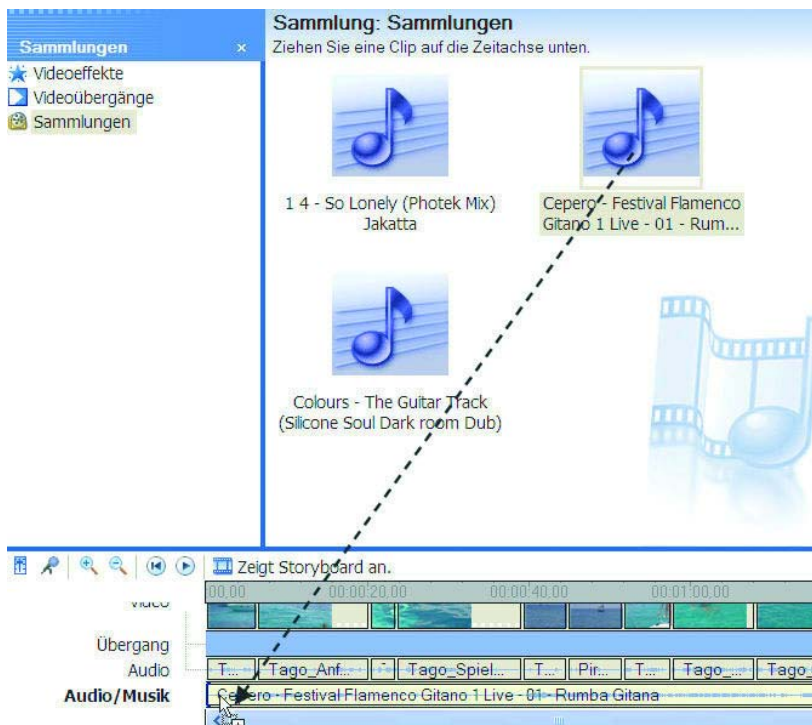 Sammlungen ×
Videoeffekte
Videoübergänge
Sammlungen
Sammlung: Sammlungen
Ziehen Sie eine Clip auf die Zeitachse unten.
1 4 - So Lonely (Photek Mix)
Jakatta
Cepero - Festival Flamenco
Gitano 1 Live - 01 - Rum...
Colours - The Guitar Track
(Silicone Soul Dark room Dub)
Zeigt Storyboard an.
00,00 00:00:20,00 00:00:40,00 00:01:00,00
Video
Übergang
Audio T... Tago_Anf... T Tago_Spiel... T... Pir... T... Tago_... Tago
Audio/Musik Cepero - Festival Flamenco Gitano 1 Live - 01 - Rumba Gitana